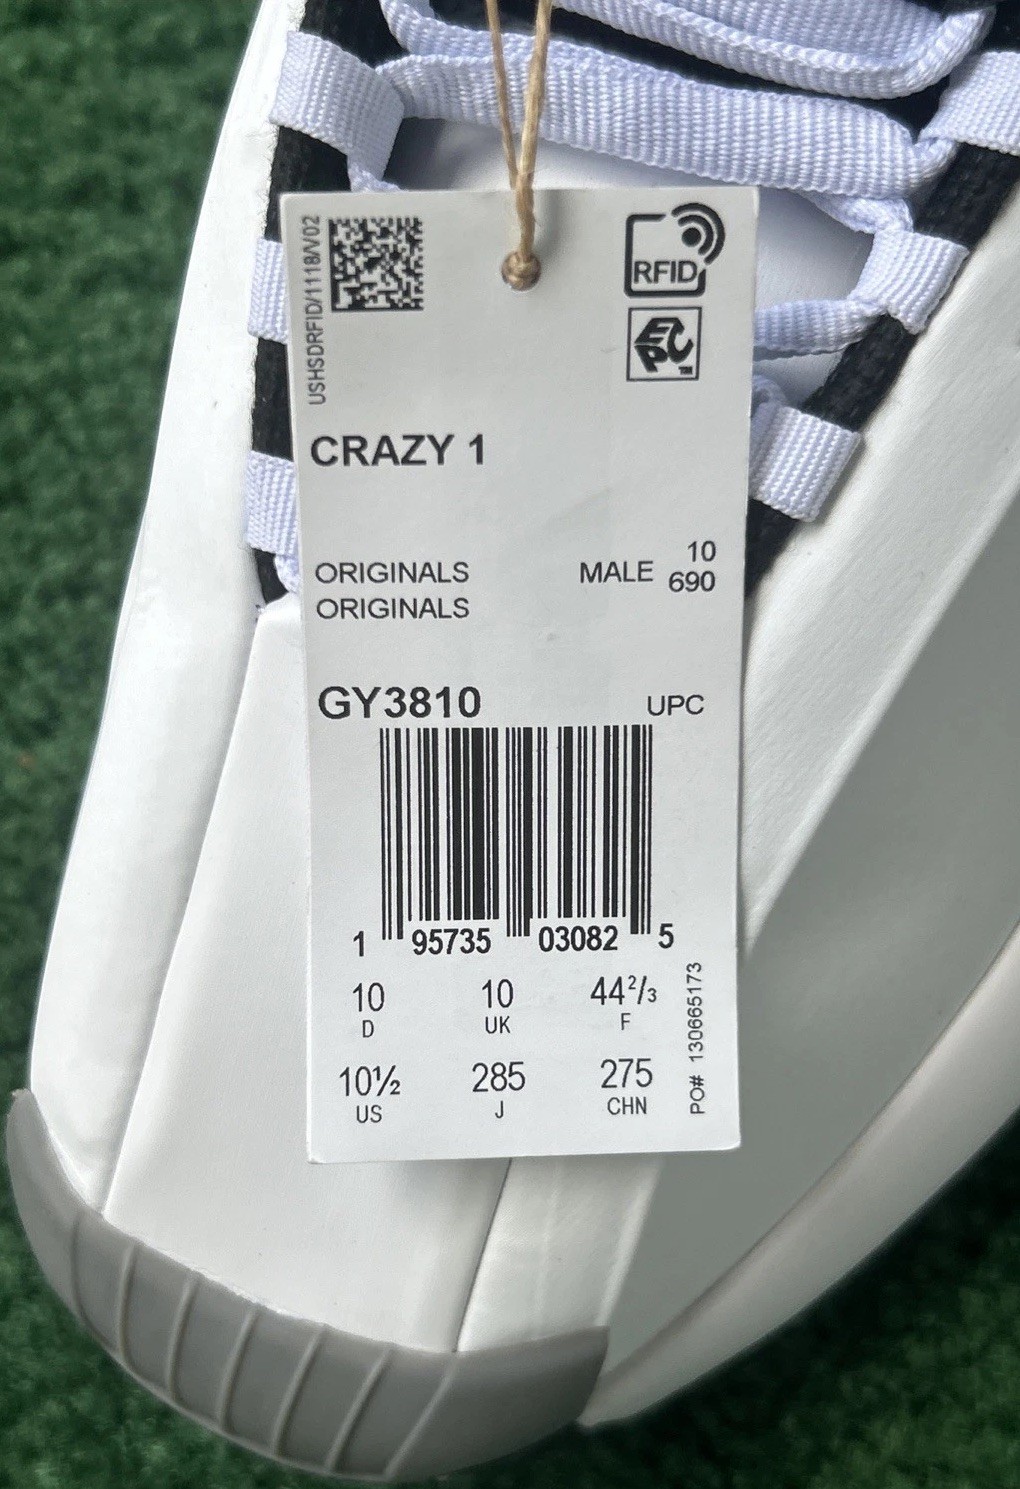 USHSDRFID/1118/V02
RFID
EPC™
CRAZY 1
ORIGINALS
ORIGINALS
MALE 10
690
GY3810
UPC
1 95735 03082 5
10 10 44²/₃
D UK F
10½ 285 275
US J CHN
PO# 130665173